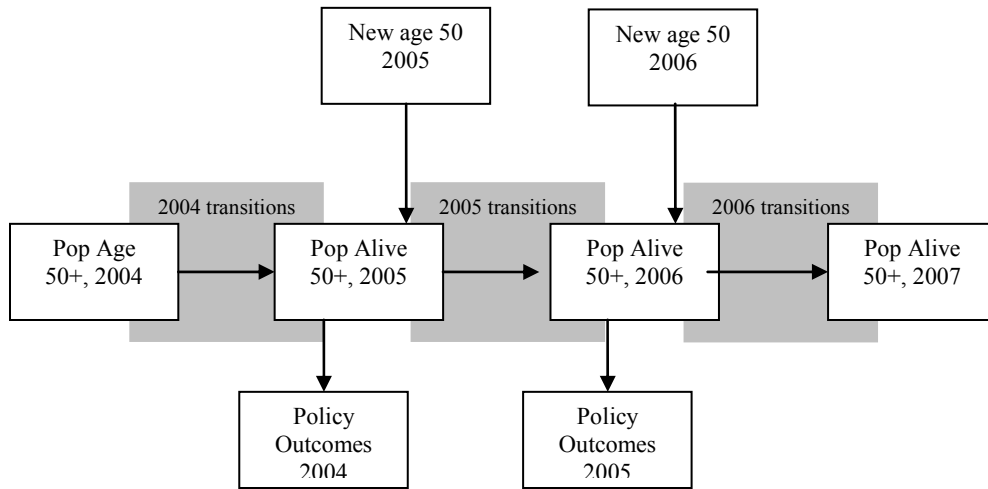 New age 50
2005
New age 50
2006
2004 transitions
2005 transitions
2006 transitions
Pop Age
50+, 2004
Pop Alive
50+, 2005
Pop Alive
50+, 2006
Pop Alive
50+, 2007
Policy
Outcomes
2004
Policy
Outcomes
2005